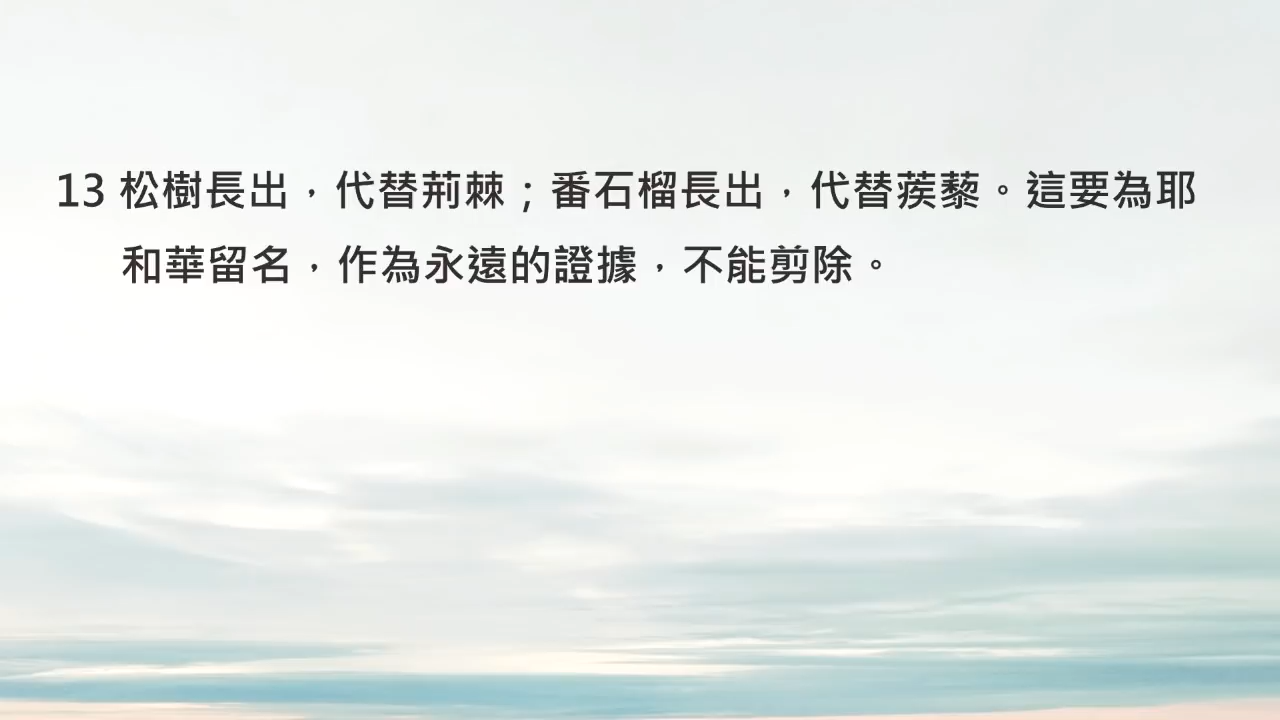 13 松樹長出，代替荊棘；番石榴長出，代替蒺藜。這要為耶
和華留名，作為永遠的證據，不能剪除。